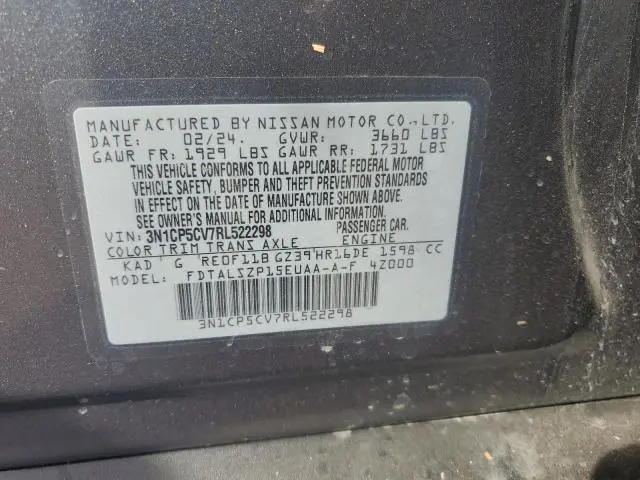 MANUFACTURED BY NISSAN MOTOR CO.,LTD.
DATE: 02/24. GVWR: 3660 LBS
GAWR FR: 1929 LBS GAWR RR: 1731 LBS
THIS VEHICLE CONFORMS TO ALL APPLICABLE FEDERAL MOTOR
VEHICLE SAFETY, BUMPER AND THEFT PREVENTION STANDARDS
IN EFFECT ON THE DATE OF MANUFACTURE SHOWN ABOVE.
SEE OWNER'S MANUAL FOR ADDITIONAL INFORMATION.
VIN: 3N1CP5CV7RL522298 PASSENGER CAR.
COLOR TRIM TRANS AXLE ENGINE
KAD G RE0F11B GZ39 HR16DE 1598 CC
MODEL: FDTALSZP15EUAA-A-F 4Z000
3N1CP5CV7RL522298